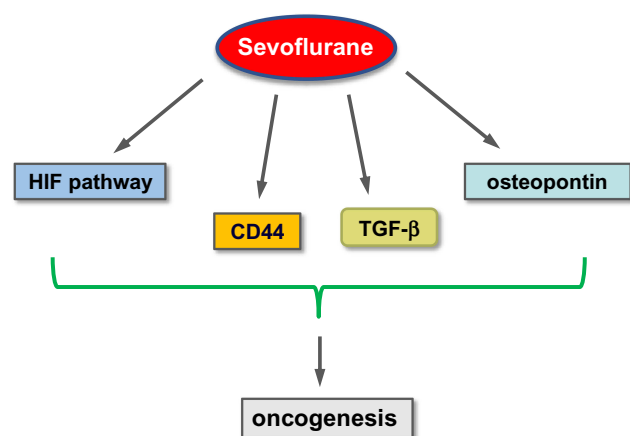 Sevoflurane
HIF pathway
osteopontin
CD44
TGF-β
oncogenesis